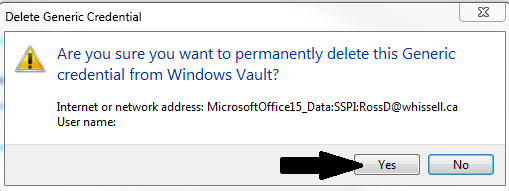 Delete Generic Credential
Are you sure you want to permanently delete this Generic
credential from Windows Vault?
Internet or network address: MicrosoftOffice15_Data:SSPI:RossD@whissell.ca
User name:
Yes
No